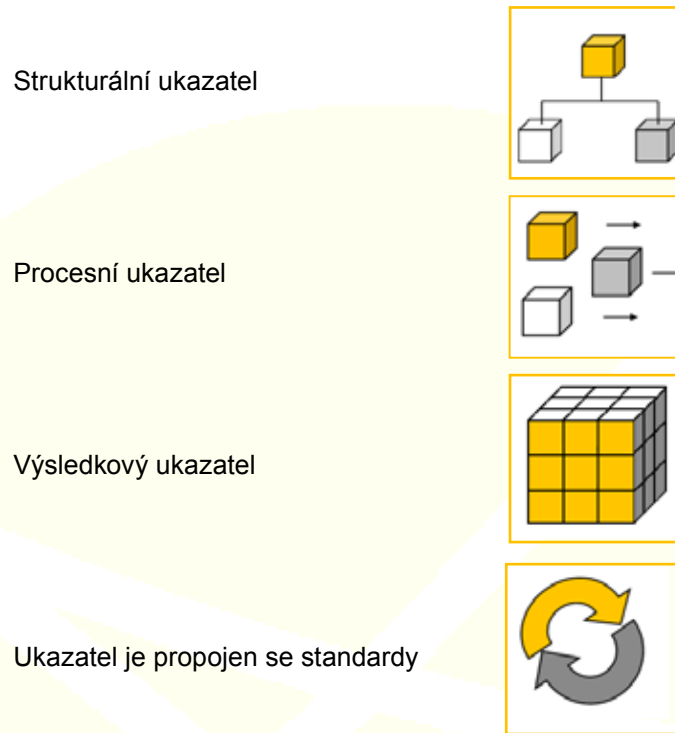 Strukturální ukazatel
Procesní ukazatel
Výsledkový ukazatel
Ukazatel je propojen se standardy